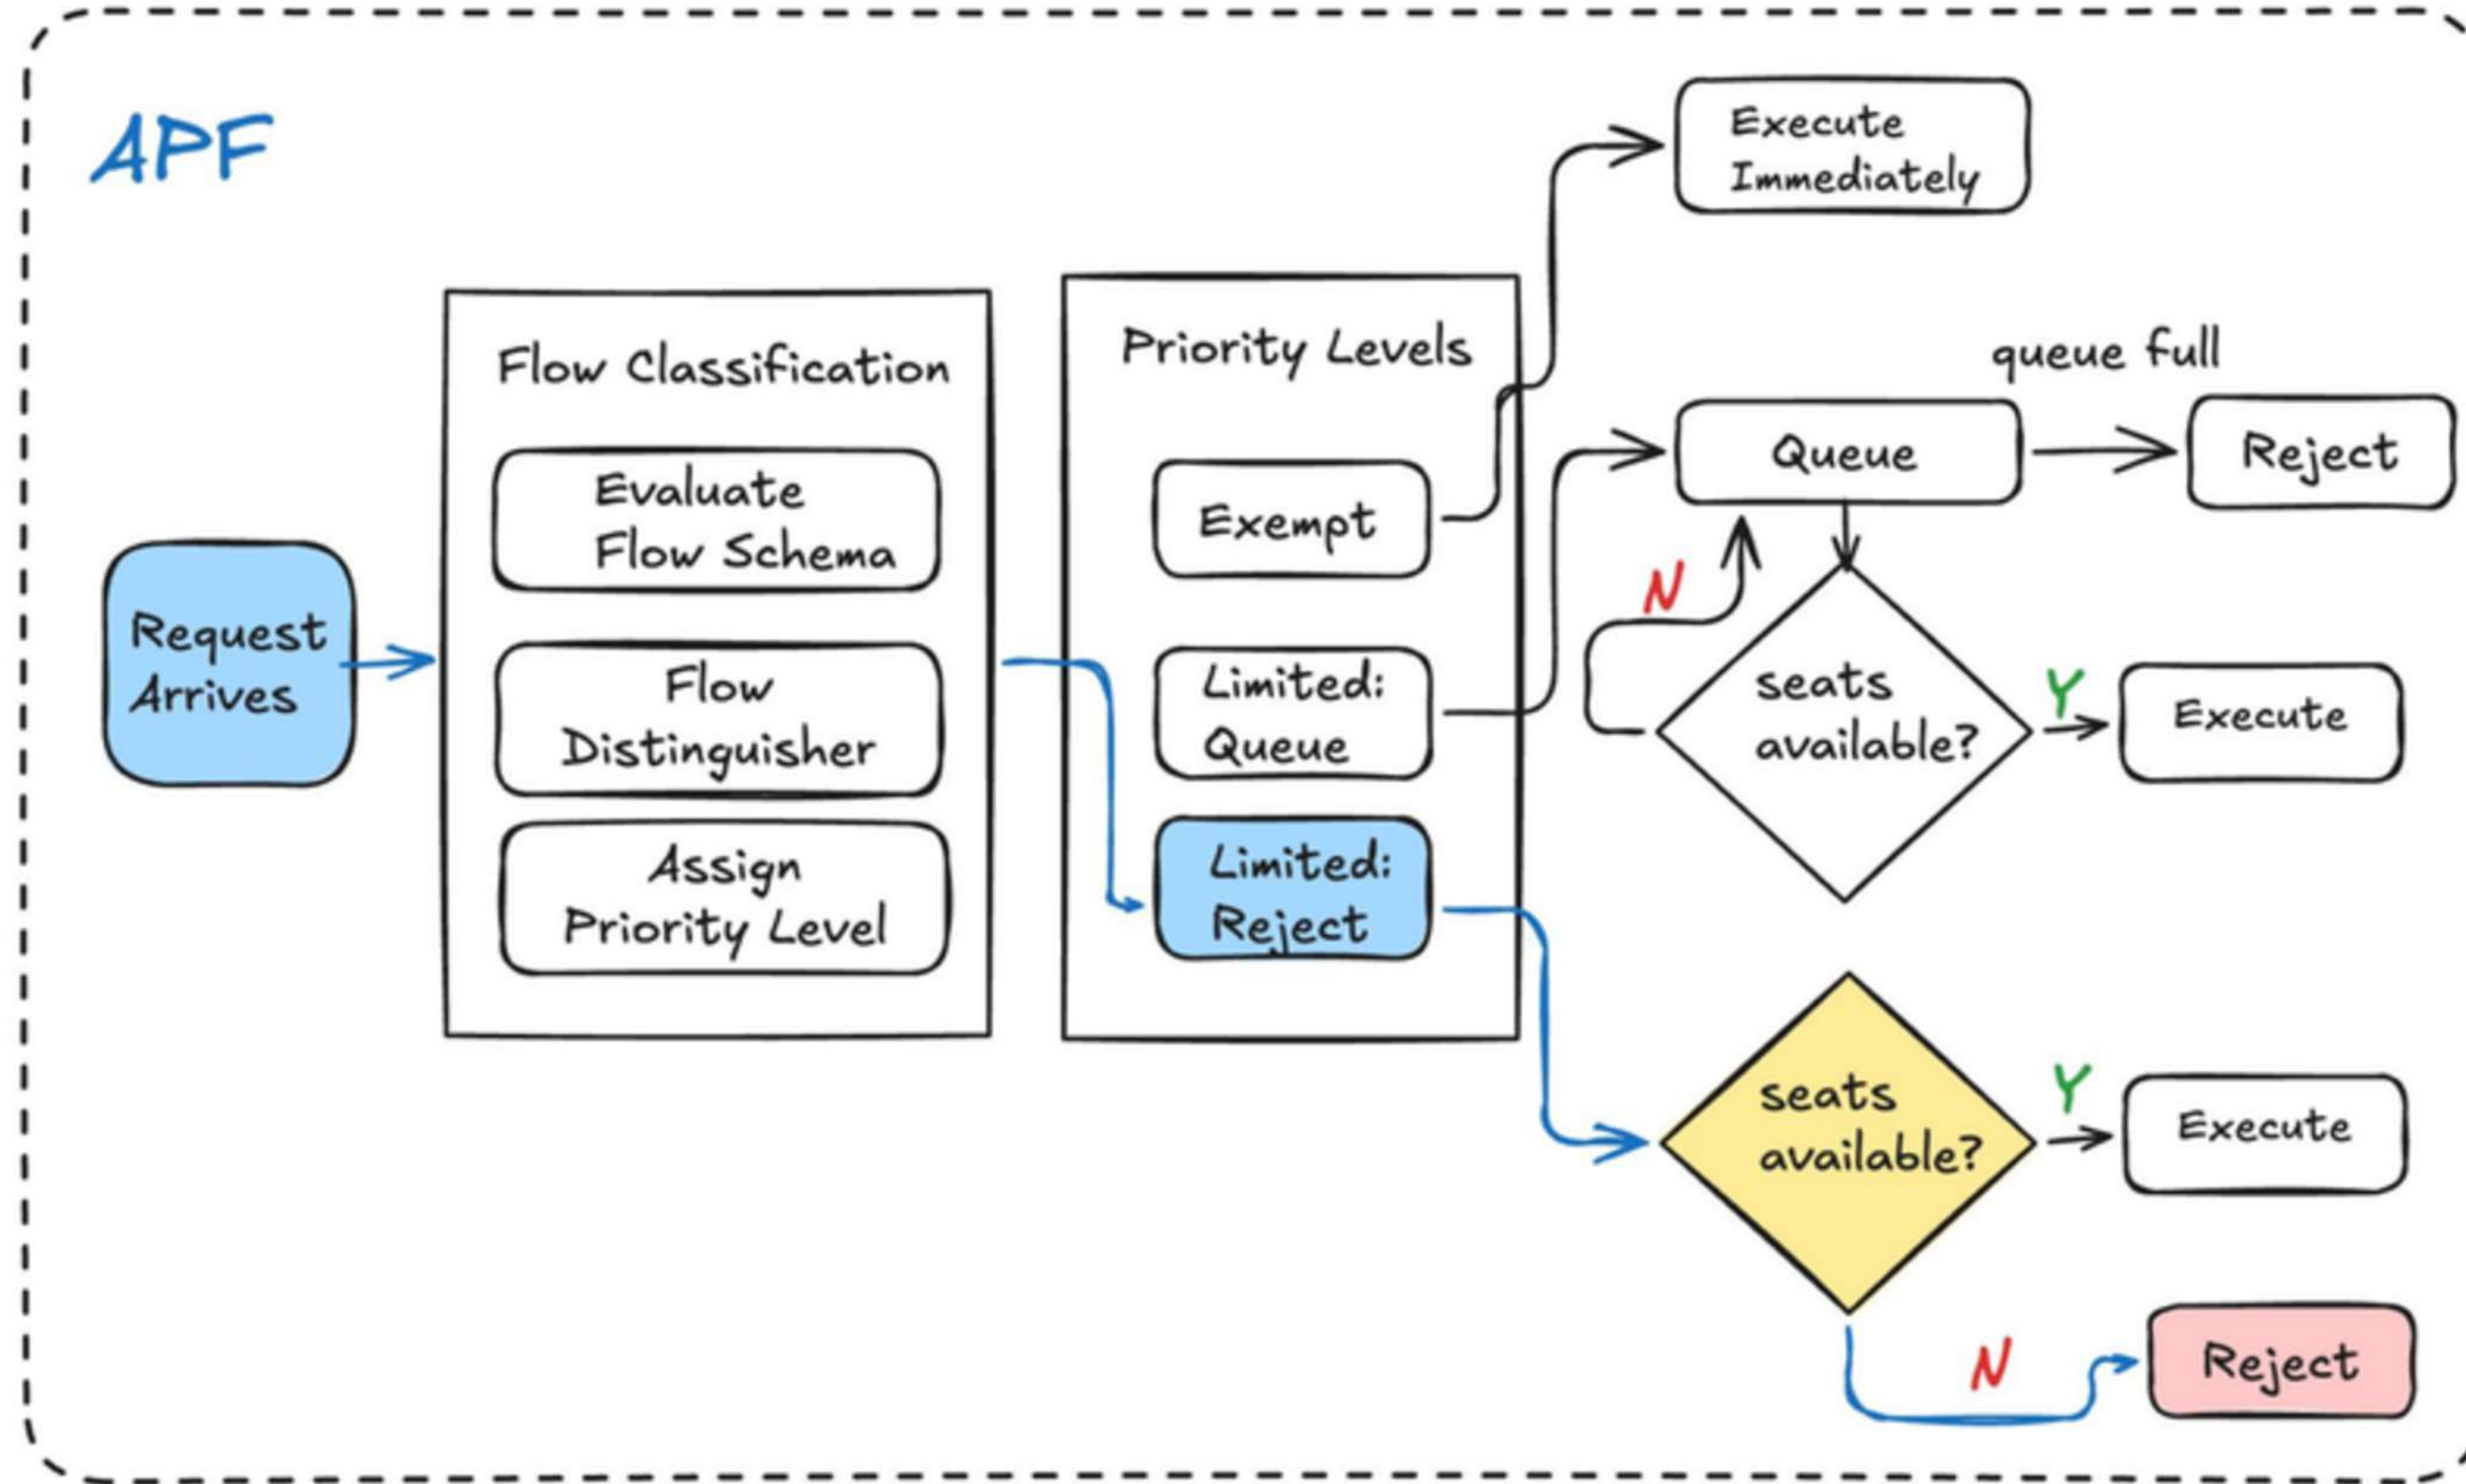 APF
Request
Arrives
Flow Classification
Evaluate
Flow Schema
Flow
Distinguisher
Assign
Priority Level
Priority Levels
Exempt
Limited:
Queue
Limited:
Reject
Execute
Immediately
queue full
Queue
Reject
N
seats
available?
Y
Execute
seats
available?
Y
Execute
N
Reject